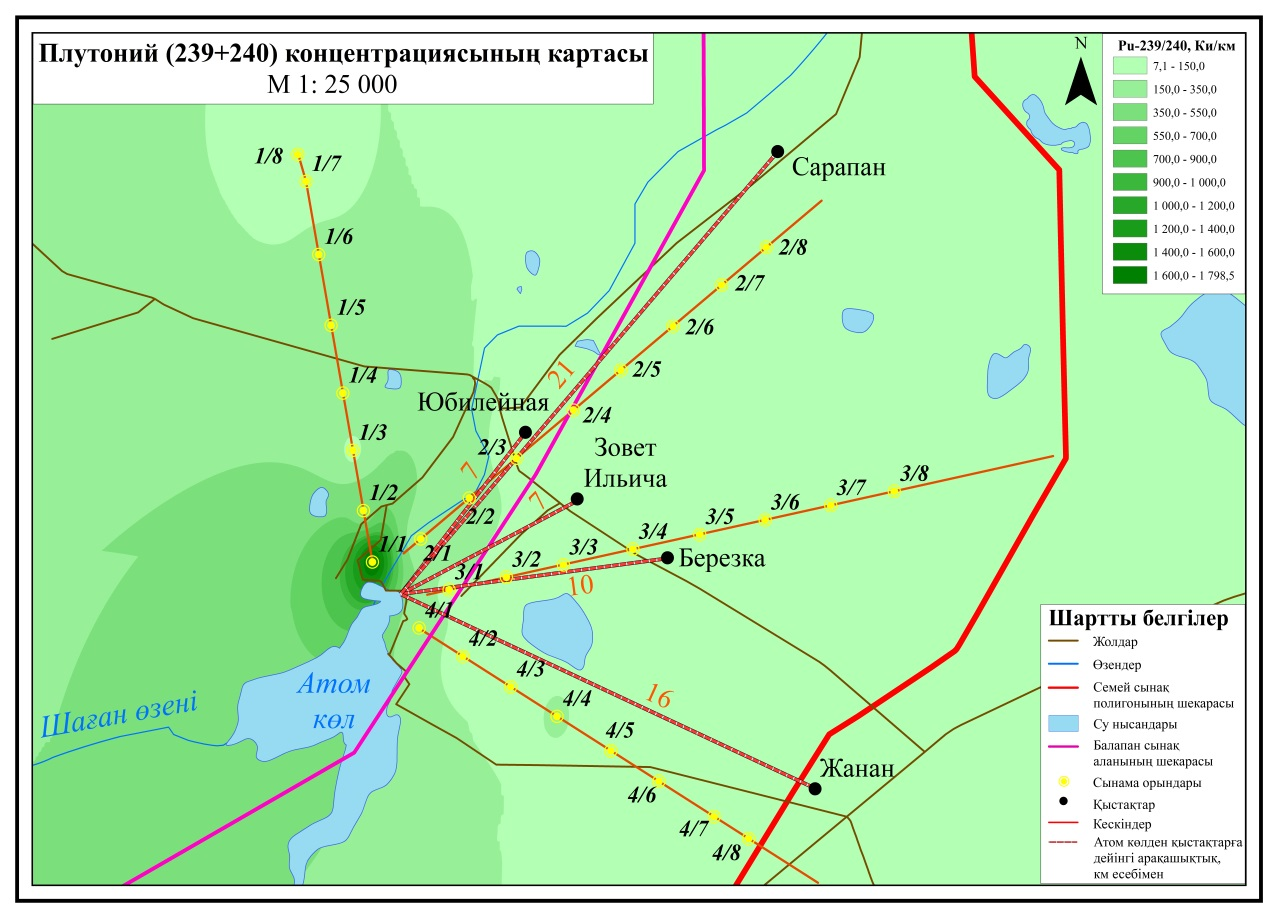 Плутоний (239+240) концентрациясының картасы
М 1: 25 000
N
Pu-239/240, Ки/км
7,1 - 150,0
150,0 - 350,0
350,0 - 550,0
550,0 - 700,0
700,0 - 900,0
900,0 - 1 000,0
1 000,0 - 1 200,0
1 200,0 - 1 400,0
1 400,0 - 1 600,0
1 600,0 - 1 798,5
1/8
1/7
1/6
1/5
1/4
1/3
1/2
1/1
Сарапан
2/8
2/7
2/6
2/5
2/4
2/3
2/2
2/1
21
Юбилейная
7
Зовет
Ильича
7
3/8
3/7
3/6
3/5
3/4
3/3
3/2
3/1
Березка
10
4/1
4/2
4/3
4/4
4/5
4/6
4/7
4/8
16
Жанан
Атом
көл
Шаған өзені
Шартты белгілер
Жолдар
Өзендер
Семей сынақ
полигонының шекарасы
Су нысандары
Балапан сынақ
аланының шекарасы
Сынама орындары
Қыстақтар
Кескіндер
Атом көлден қыстақтарға
дейінгі арақашықтық,
км есебімен